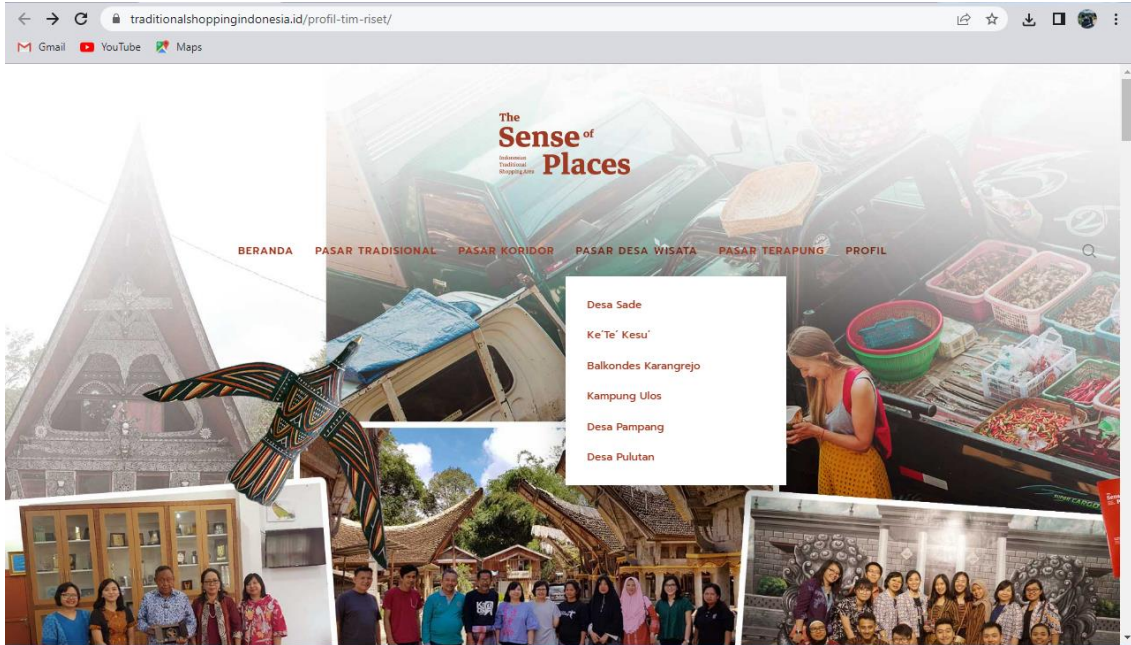 traditionalshoppingindonesia.id/profil-tim-riset/
Gmail YouTube Maps
The
Sense of
Indonesian
Traditional
Shopping Area
Places
BERANDA PASAR TRADISIONAL PASAR KORIDOR PASAR DESA WISATA PASAR TERAPUNG PROFIL
Desa Sade
Ke'Te' Kesu'
Balkondes Karangrejo
Kampung Ulos
Desa Pampang
Desa Pulutan